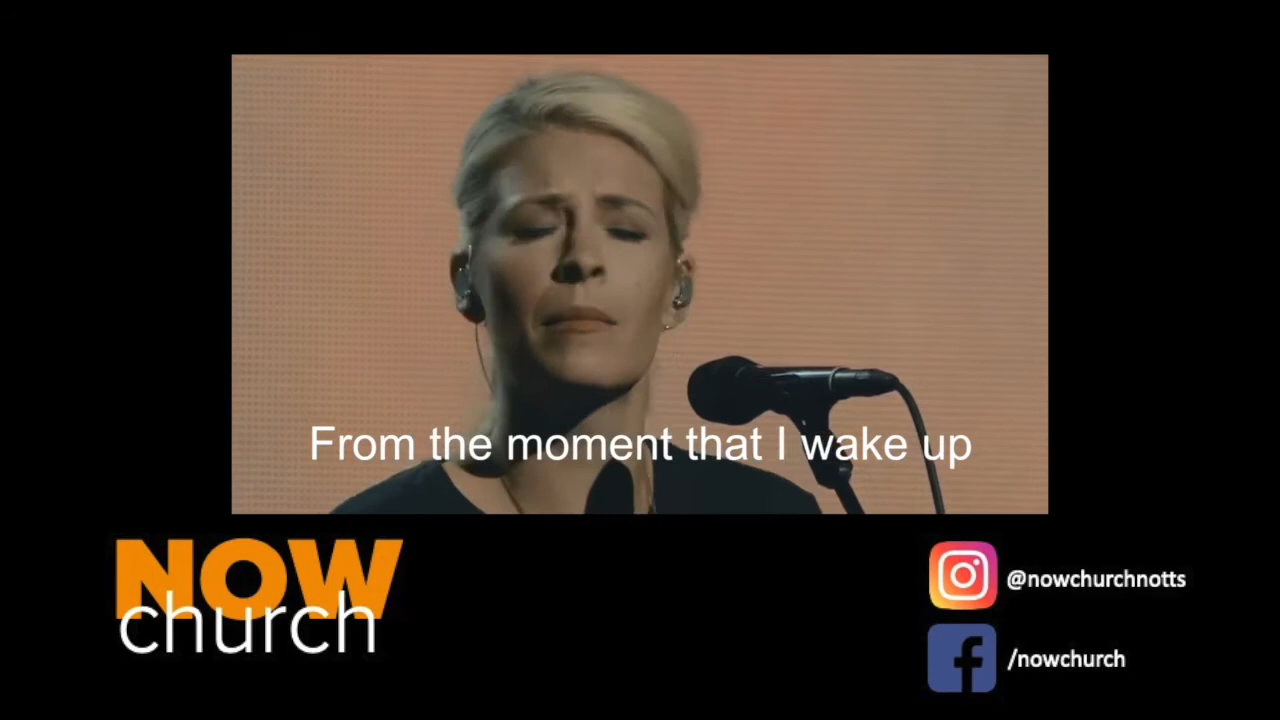 From the moment that I wake up
NOW
church
@nowchurchnotts
/nowchurch